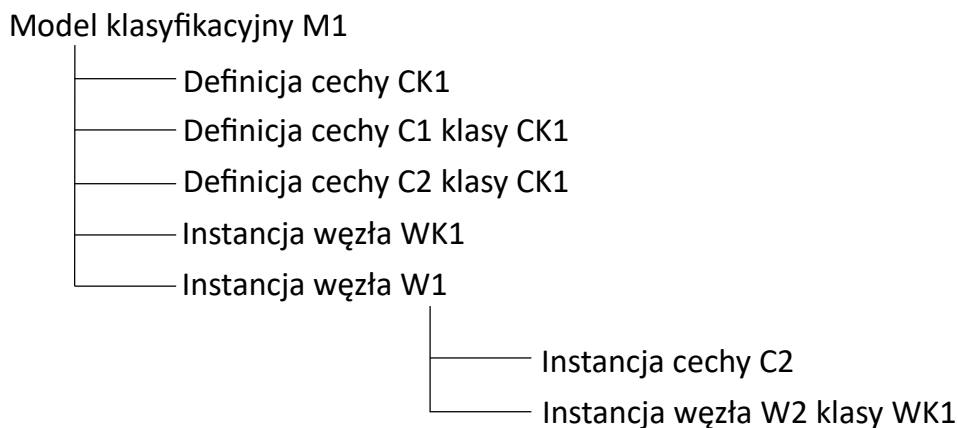 Model klasyfikacyjny M1
Definicja cechy CK1
Definicja cechy C1 klasy CK1
Definicja cechy C2 klasy CK1
Instancja węzła WK1
Instancja węzła W1
Instancja cechy C2
Instancja węzła W2 klasy WK1